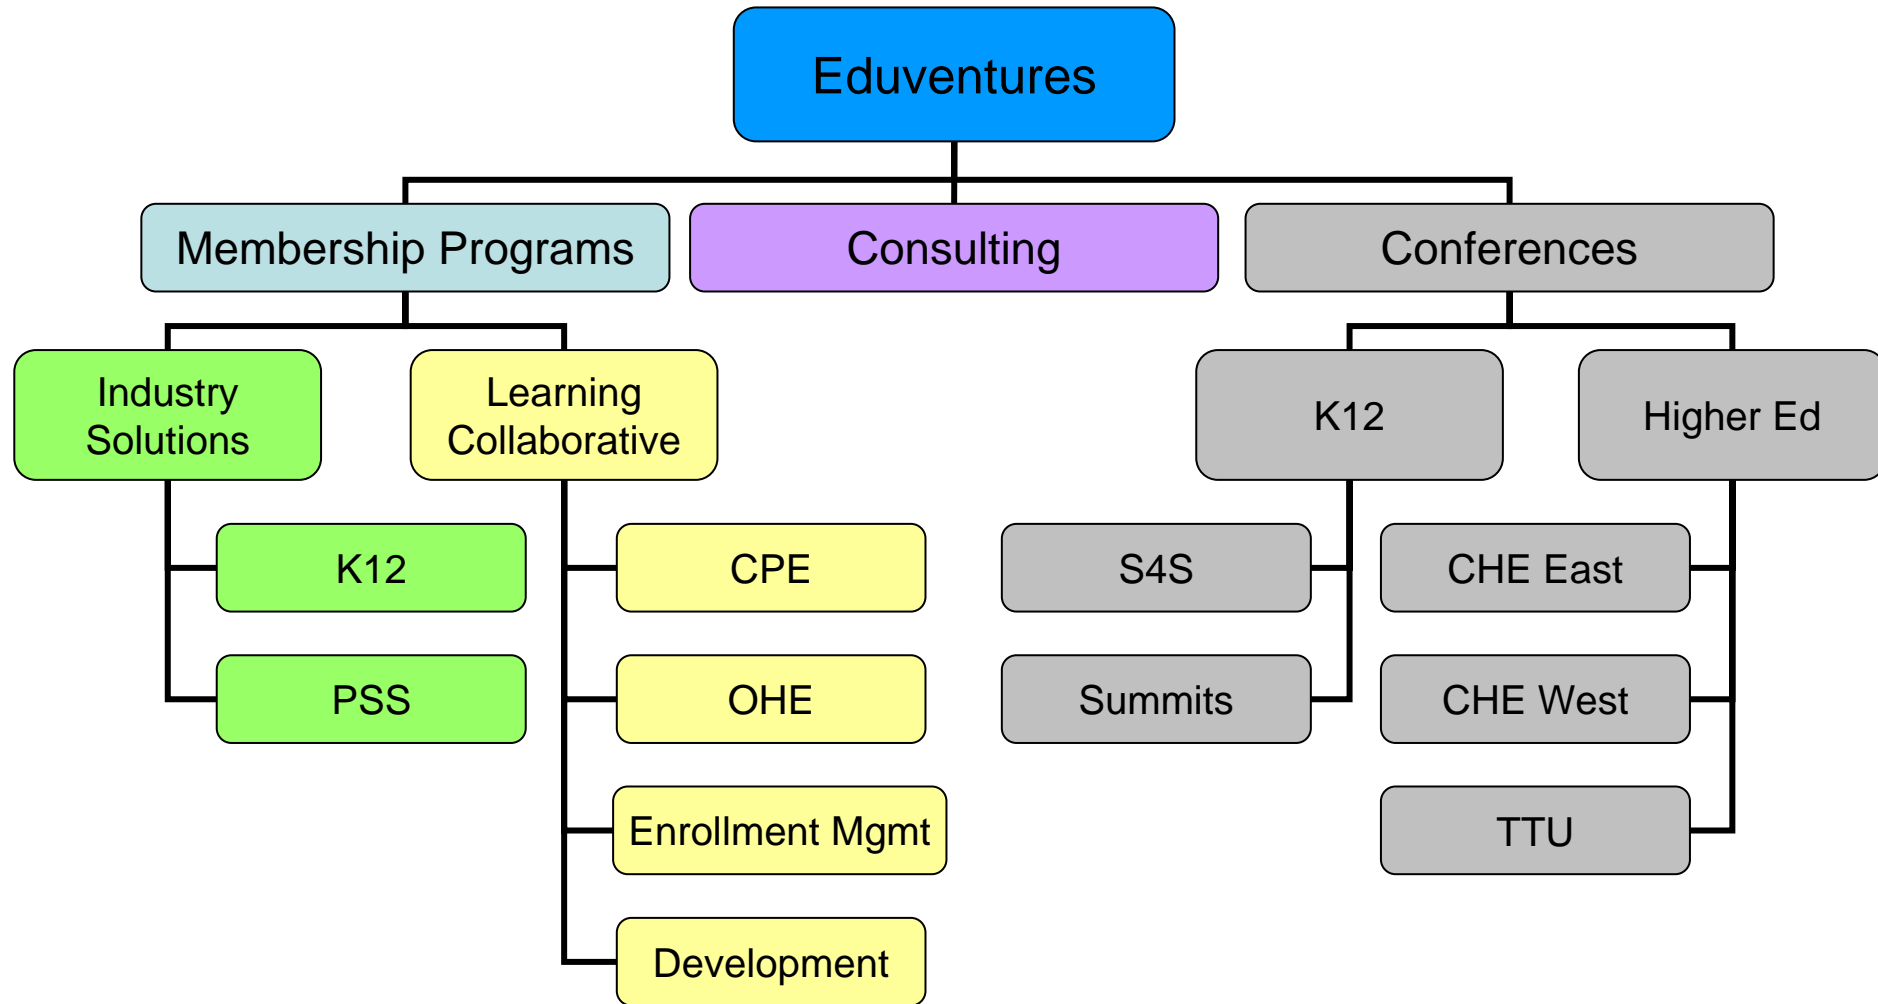 Eduventures
Membership Programs
Consulting
Conferences
Industry
Solutions
Learning
Collaborative
K12
Higher Ed
K12
CPE
S4S
CHE East
PSS
OHE
Summits
CHE West
Enrollment Mgmt
TTU
Development